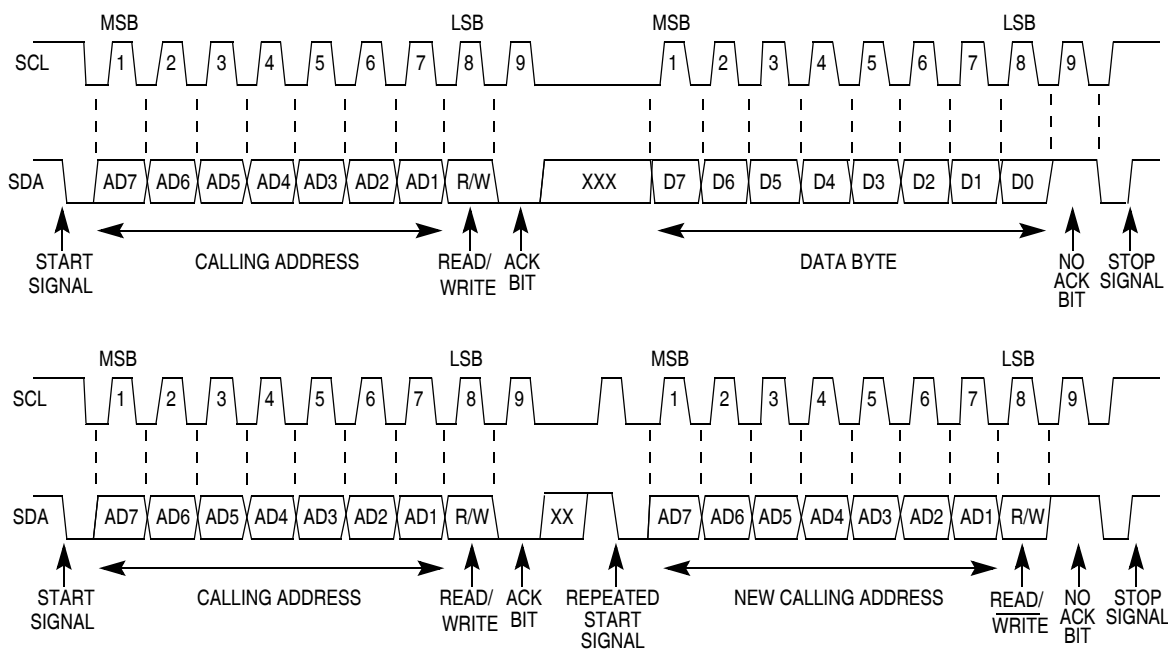 MSB LSB MSB LSB
SCL 1 2 3 4 5 6 7 8 9 1 2 3 4 5 6 7 8 9
SDA AD7 AD6 AD5 AD4 AD3 AD2 AD1 R/W XXX D7 D6 D5 D4 D3 D2 D1 D0
START SIGNAL
CALLING ADDRESS
READ/
WRITE
ACK
BIT
DATA BYTE
NO
ACK
BIT
STOP
SIGNAL
MSB LSB MSB LSB
SCL 1 2 3 4 5 6 7 8 9 1 2 3 4 5 6 7 8 9
SDA AD7 AD6 AD5 AD4 AD3 AD2 AD1 R/W XX AD7 AD6 AD5 AD4 AD3 AD2 AD1 R/W
START
SIGNAL
CALLING ADDRESS
READ/
WRITE
ACK
BIT
REPEATED
START
SIGNAL
NEW CALLING ADDRESS
READ/
WRITE
NO
ACK
BIT
STOP
SIGNAL